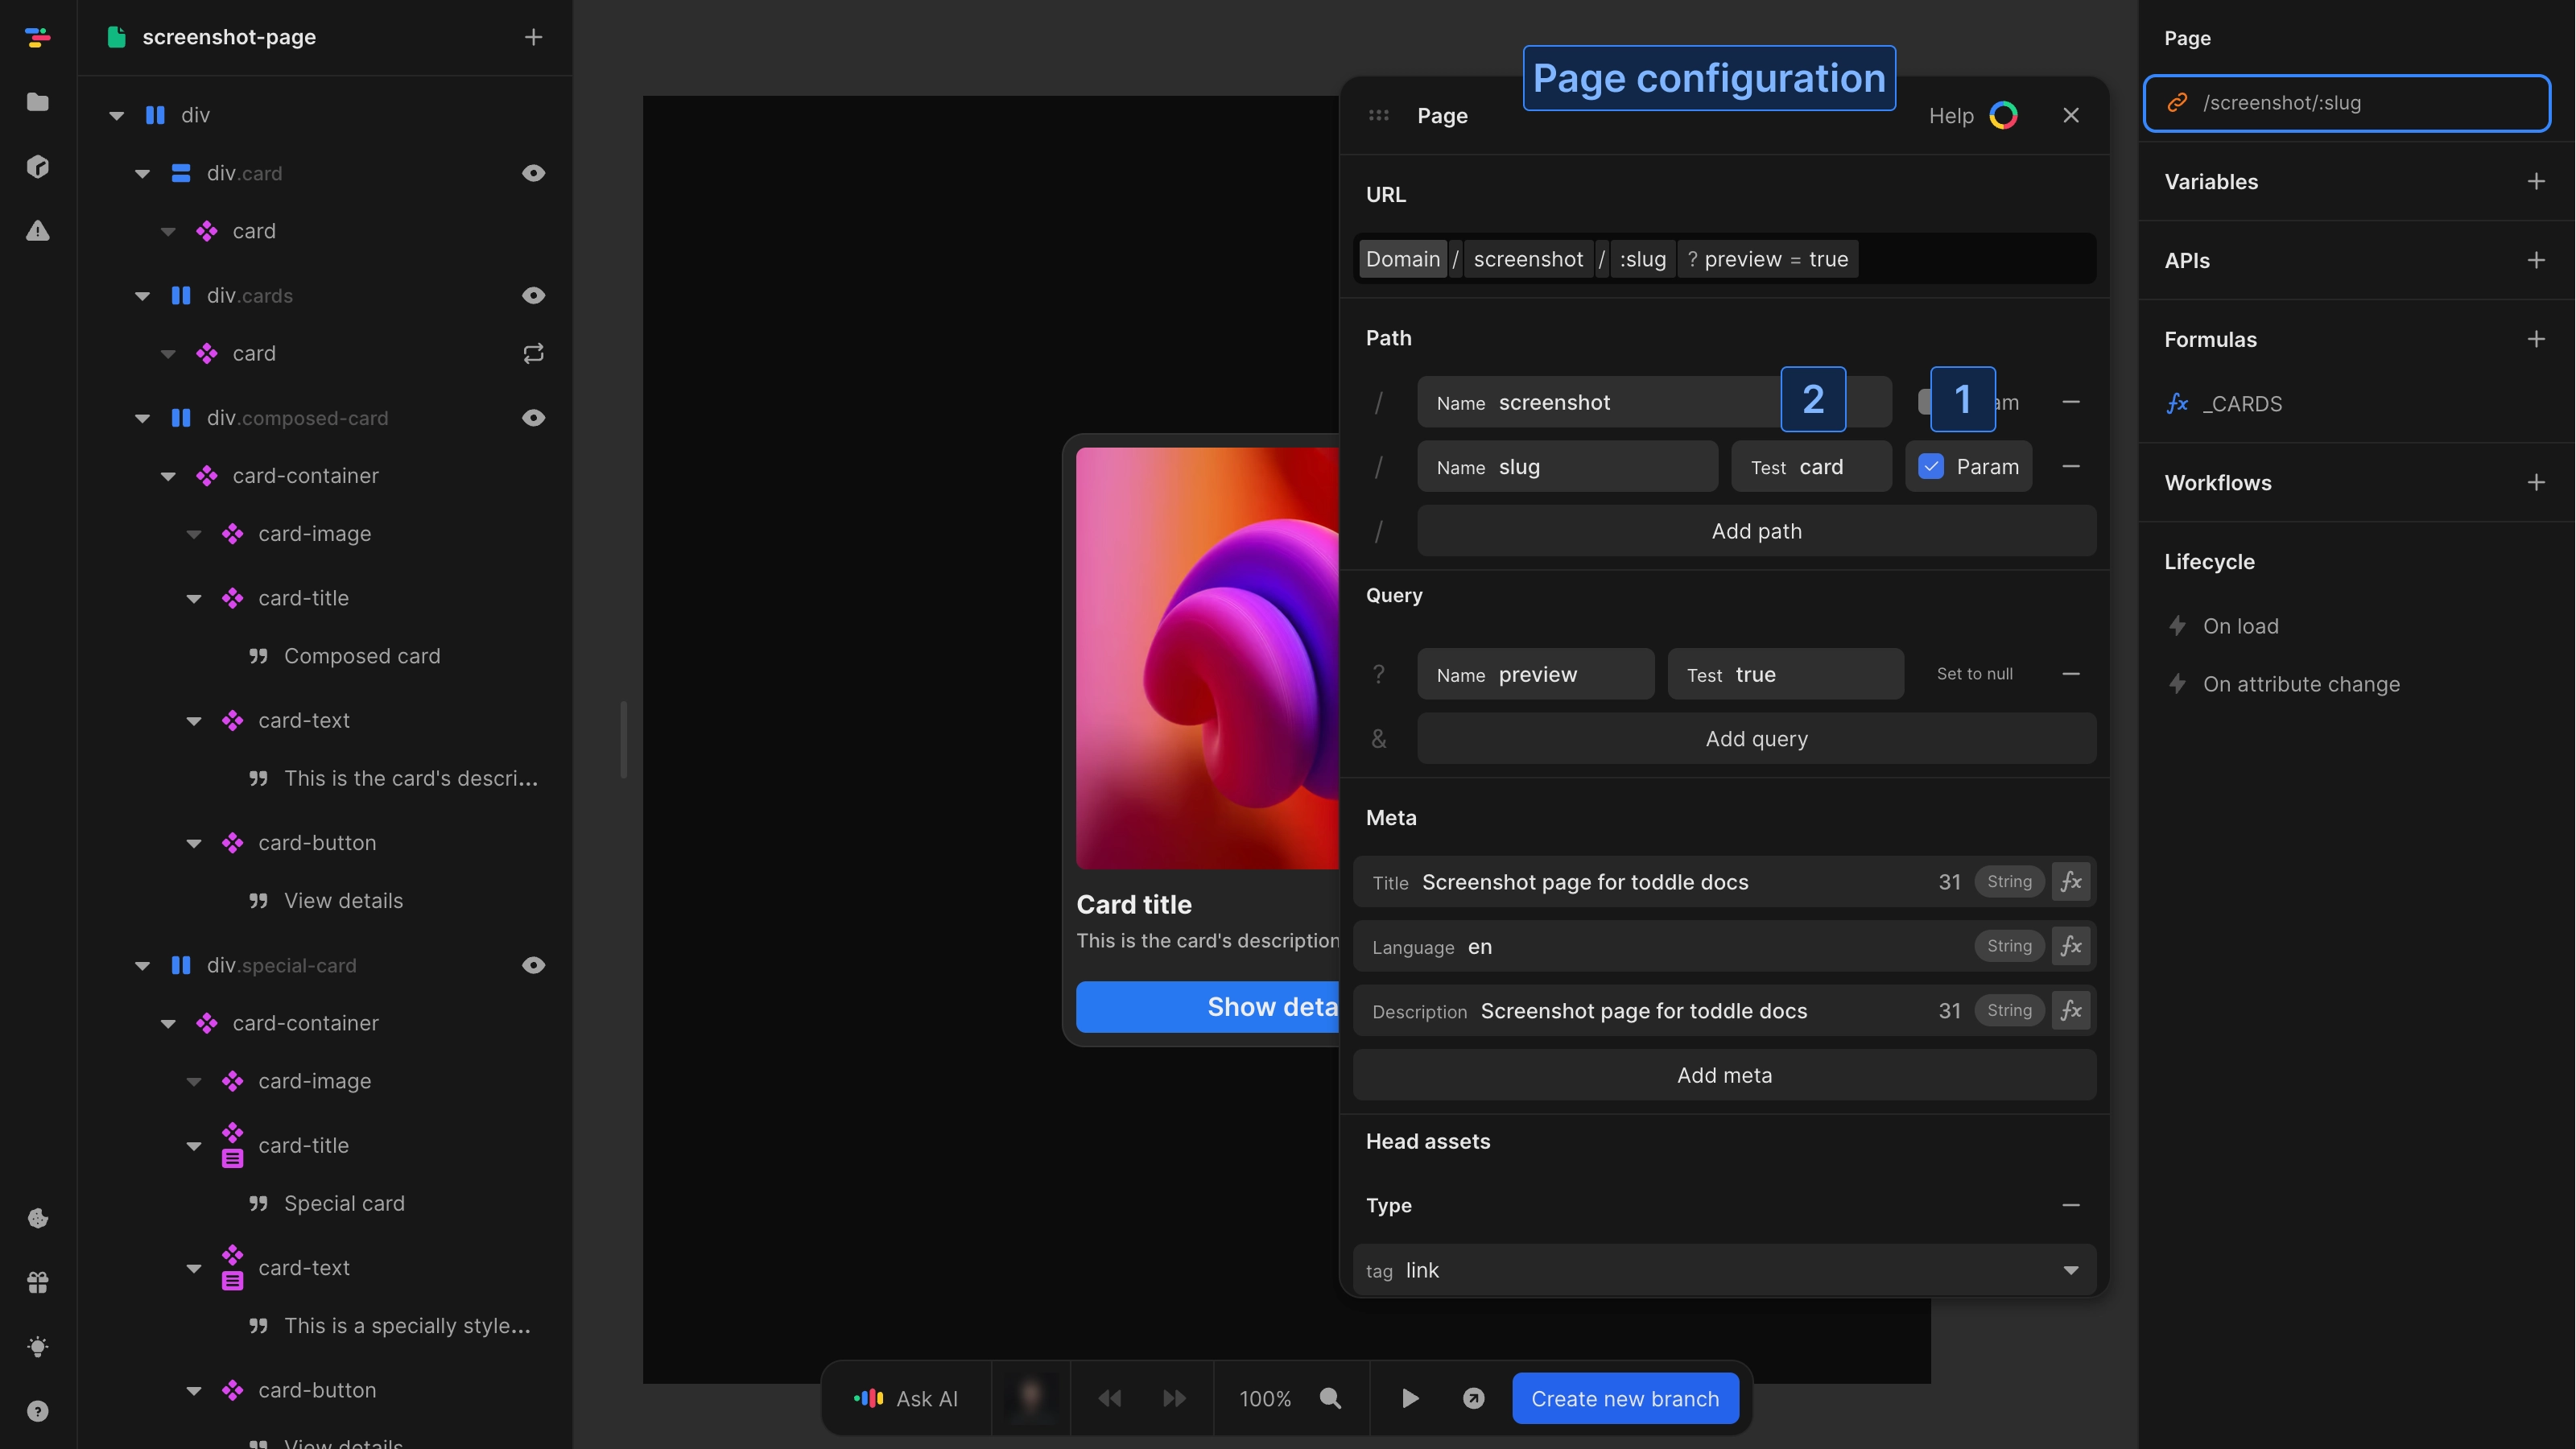 screenshot-page
div
div.card
card
div.cards
card
div.composed-card
card-container
card-image
card-title
Composed card
card-text
This is the card's descri...
card-button
View details
div.special-card
card-container
card-image
card-title
Special card
card-text
This is a specially style...
card-button
View details
Card title
This is the card's description
Show deta
Page configuration
Page
Help
URL
Domain / screenshot / :slug ? preview = true
Path
/ Name screenshot 2 1 am
/ Name slug Test card Param
/ Add path
Query
? Name preview Test true Set to null
& Add query
Meta
Title Screenshot page for toddle docs 31 String fx
Language en String fx
Description Screenshot page for toddle docs 31 String fx
Add meta
Head assets
Type
tag link
Ask AI
100%
Create new branch
Page
/screenshot/:slug
Variables
APIs
Formulas
fx _CARDS
Workflows
Lifecycle
On load
On attribute change